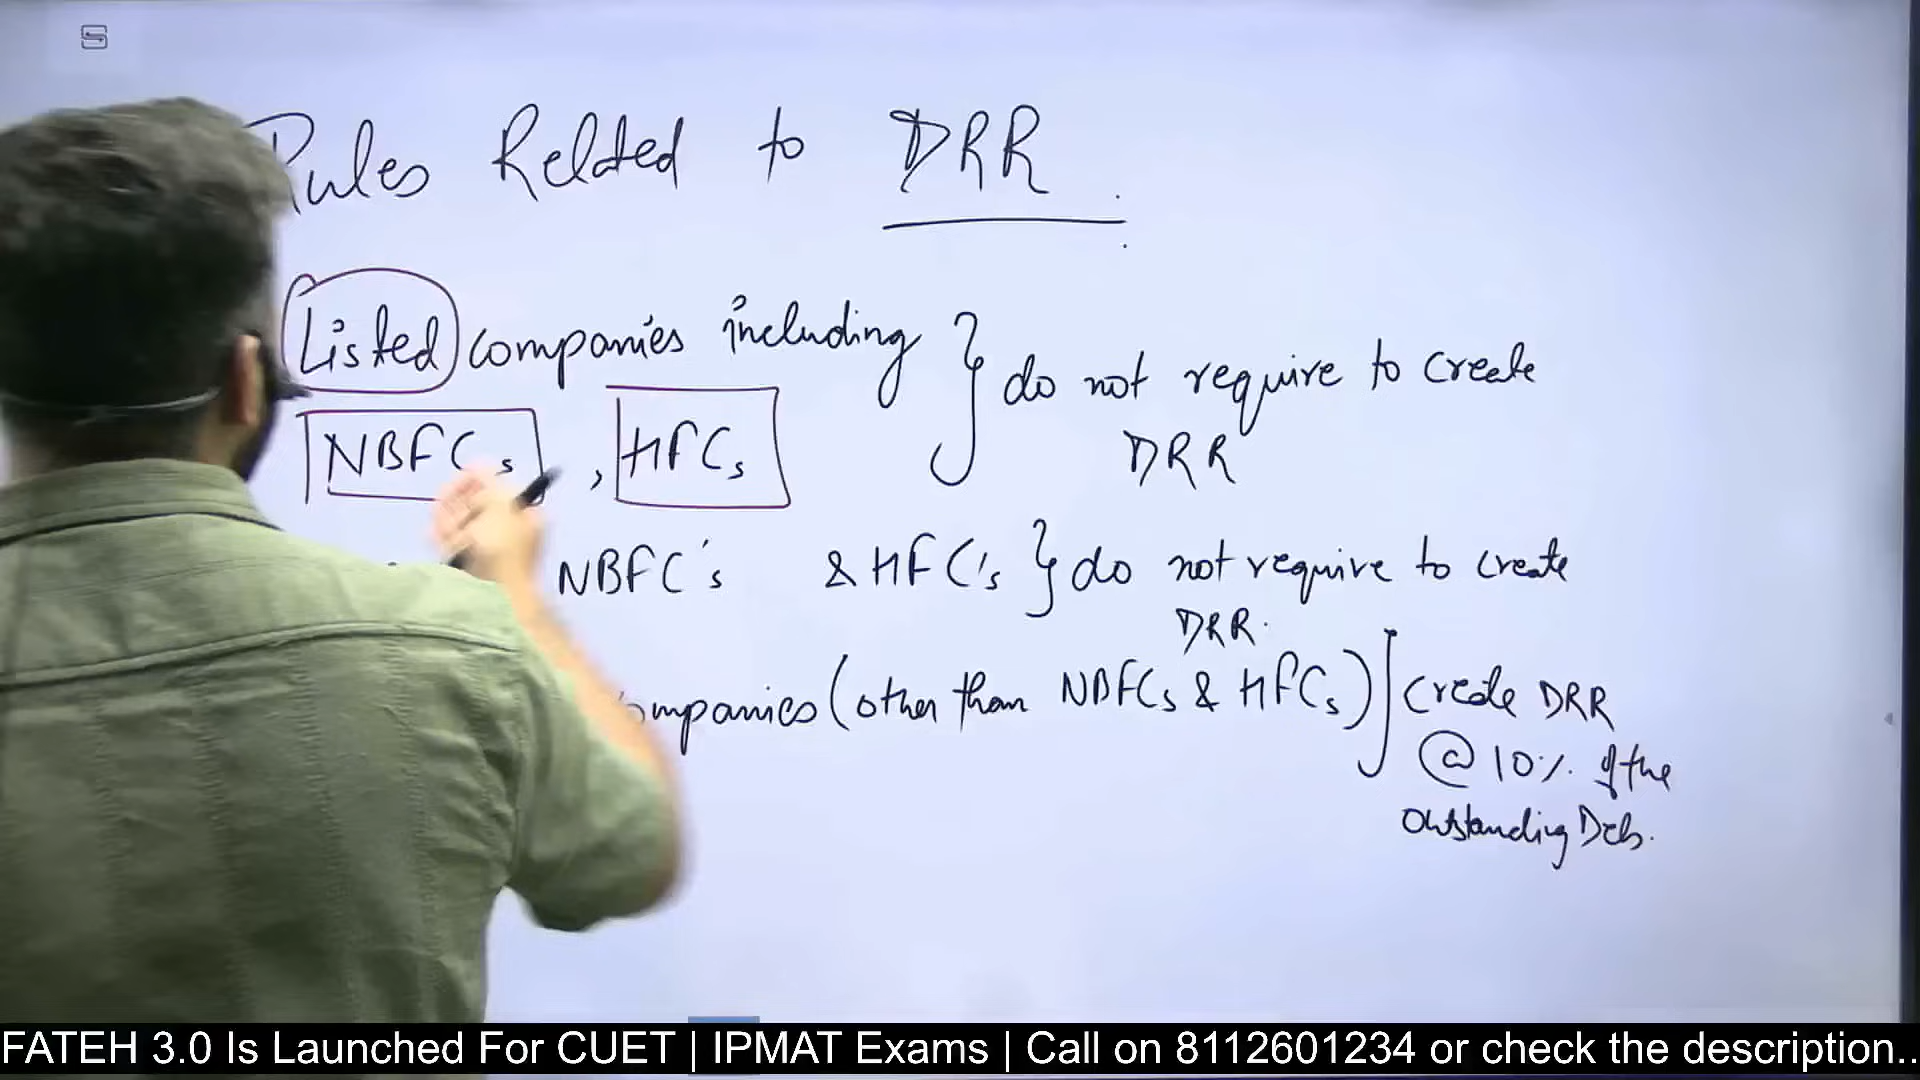 Rules Related to DRR
Listed companies including } do not require to create
NBFCs , HFCs DRR
NBFC's & HFC's } do not require to create
DRR.
(other than NBFCs & HFCs) Create DRR
@ 10% of the
Outstanding Deb.
FATEH 3.0 Is Launched For CUET | IPMAT Exams | Call on 8112601234 or check the description..